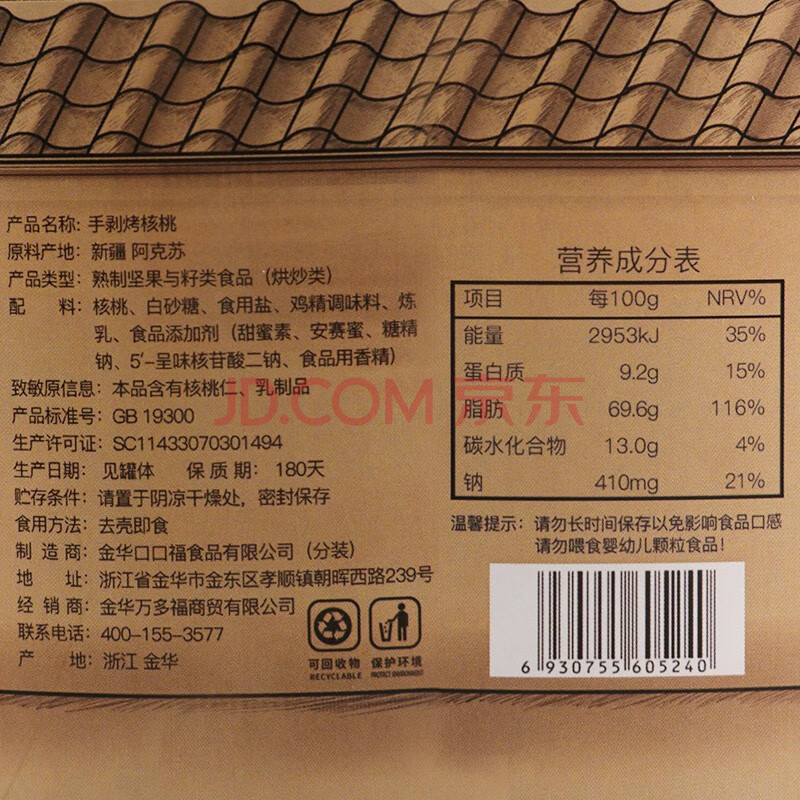 产品名称: 手剥烤核桃
原料产地: 新疆 阿克苏
产品类型: 熟制坚果与籽类食品（烘炒类）
配 料: 核桃、白砂糖、食用盐、鸡精调味料、炼
乳、食品添加剂（甜蜜素、安赛蜜、糖精
钠、5′-呈味核苷酸二钠、食品用香精）
致敏原信息: 本品含有核桃仁、乳制品
产品标准号: GB 19300
生产许可证: SC11433070301494
生产日期: 见罐体 保质期: 180天
贮存条件: 请置于阴凉干燥处，密封保存
食用方法: 去壳即食
制造商: 金华口口福食品有限公司（分装）
地 址: 浙江省金华市金东区孝顺镇朝晖西路239号
经销商: 金华万多福商贸有限公司
联系电话: 400-155-3577
产 地: 浙江 金华
可回收物 保护环境
RECYCLABLE PROTECT ENVIRONMENT
营养成分表
项目 每100g NRV%
能量 2953kJ 35%
蛋白质 9.2g 15%
脂肪 69.6g 116%
碳水化合物 13.0g 4%
钠 410mg 21%
温馨提示: 请勿长时间保存以免影响食品口感
请勿喂食婴幼儿颗粒食品!
6 930755 605240
JD.COM 京东